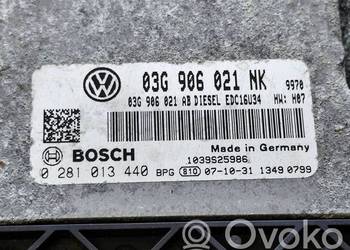 03G 906 021 NK 9970
03G 906 021 AB DIESEL EDC16U34 HW: H07
BOSCH
Made in Germany
1039S25986
0 281 013 440 BPG 810 07-10-31 1349 0799
ovoko